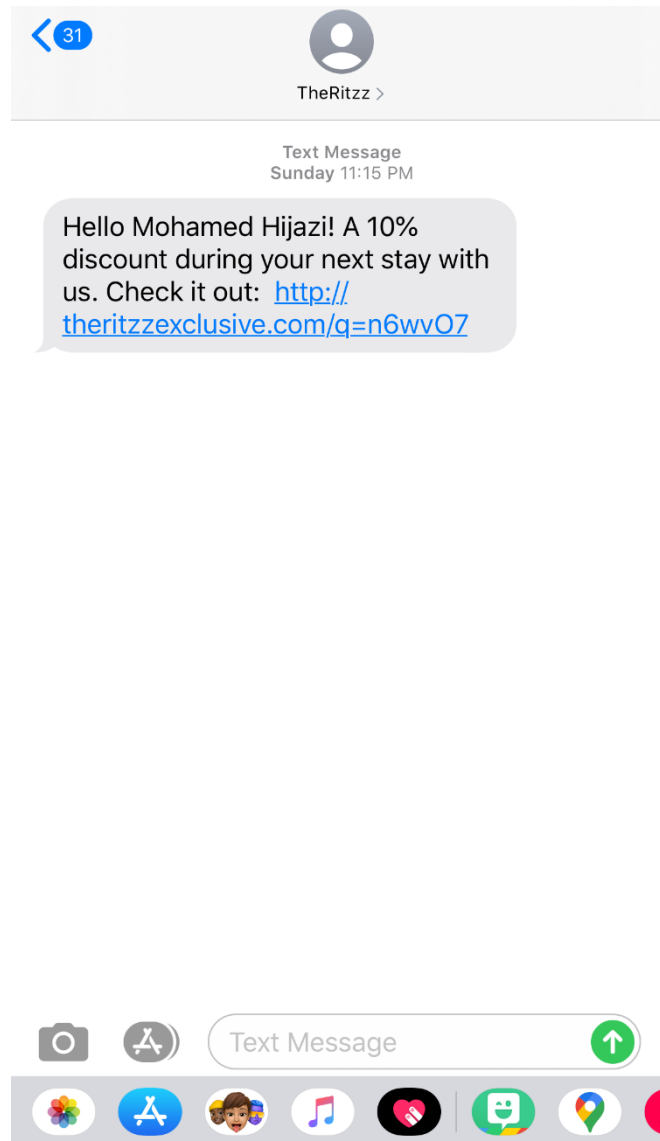 31
TheRitzz >
Text Message
Sunday 11:15 PM
Hello Mohamed Hijazi! A 10%
discount during your next stay with
us. Check it out:  http://
theritzzexclusive.com/q=n6wvO7
Text Message